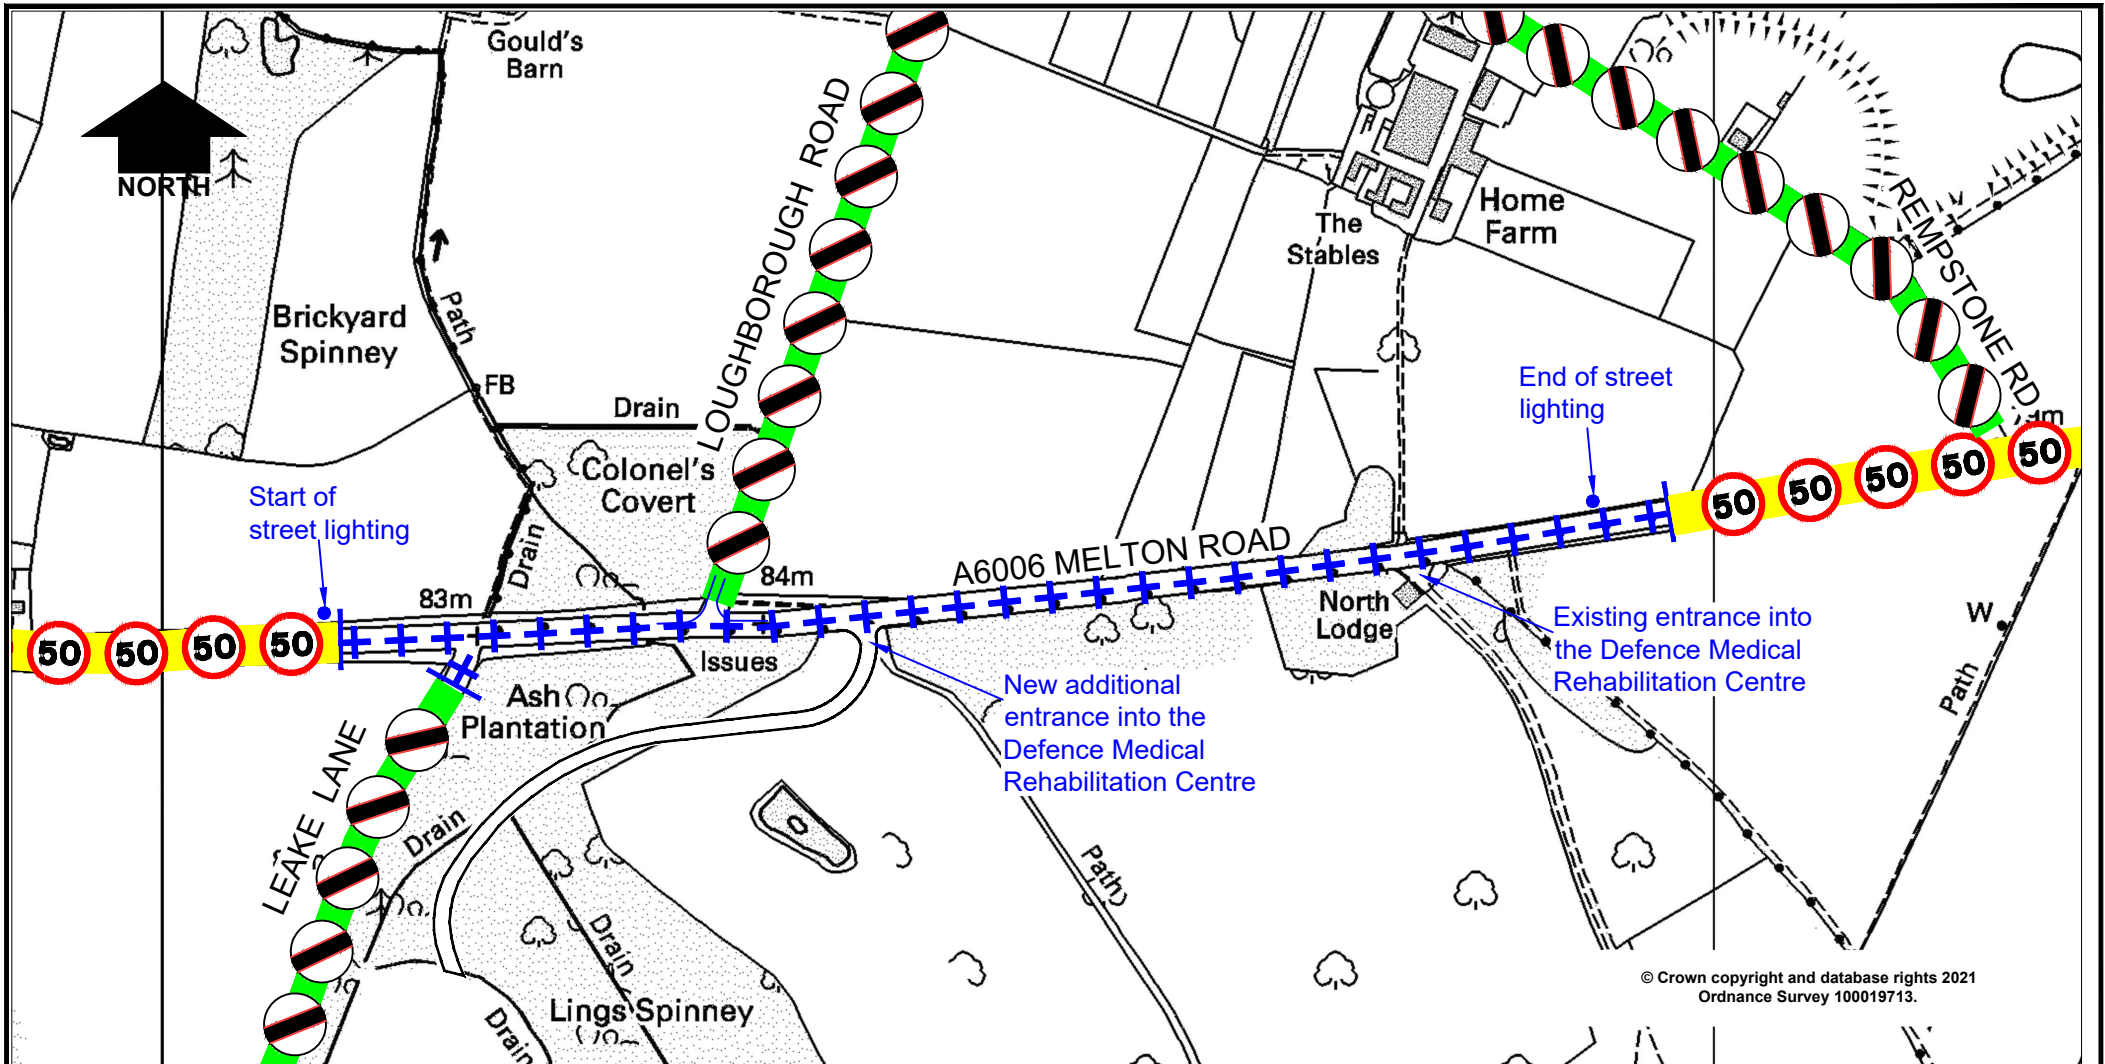 Gould's
Barn
NORTH
LOUGHBOROUGH ROAD
Home
Farm
The
Stables
REMPSTONE RD
Brickyard
Spinney
Path
FB
Drain
Colonel's
Covert
Start of
street lighting
Drain
End of street
lighting
50
50
50
50
50
A6006 MELTON ROAD
84m
83m
50
50
50
50
North
Lodge
Issues
Existing entrance into
the Defence Medical
Rehabilitation Centre
W
Path
Ash
Plantation
New additional
entrance into the
Defence Medical
Rehabilitation Centre
LEAKE LANE
Drain
Path
Drain
Lings Spinney
Drain
© Crown copyright and database rights 2021
Ordnance Survey 100019713.